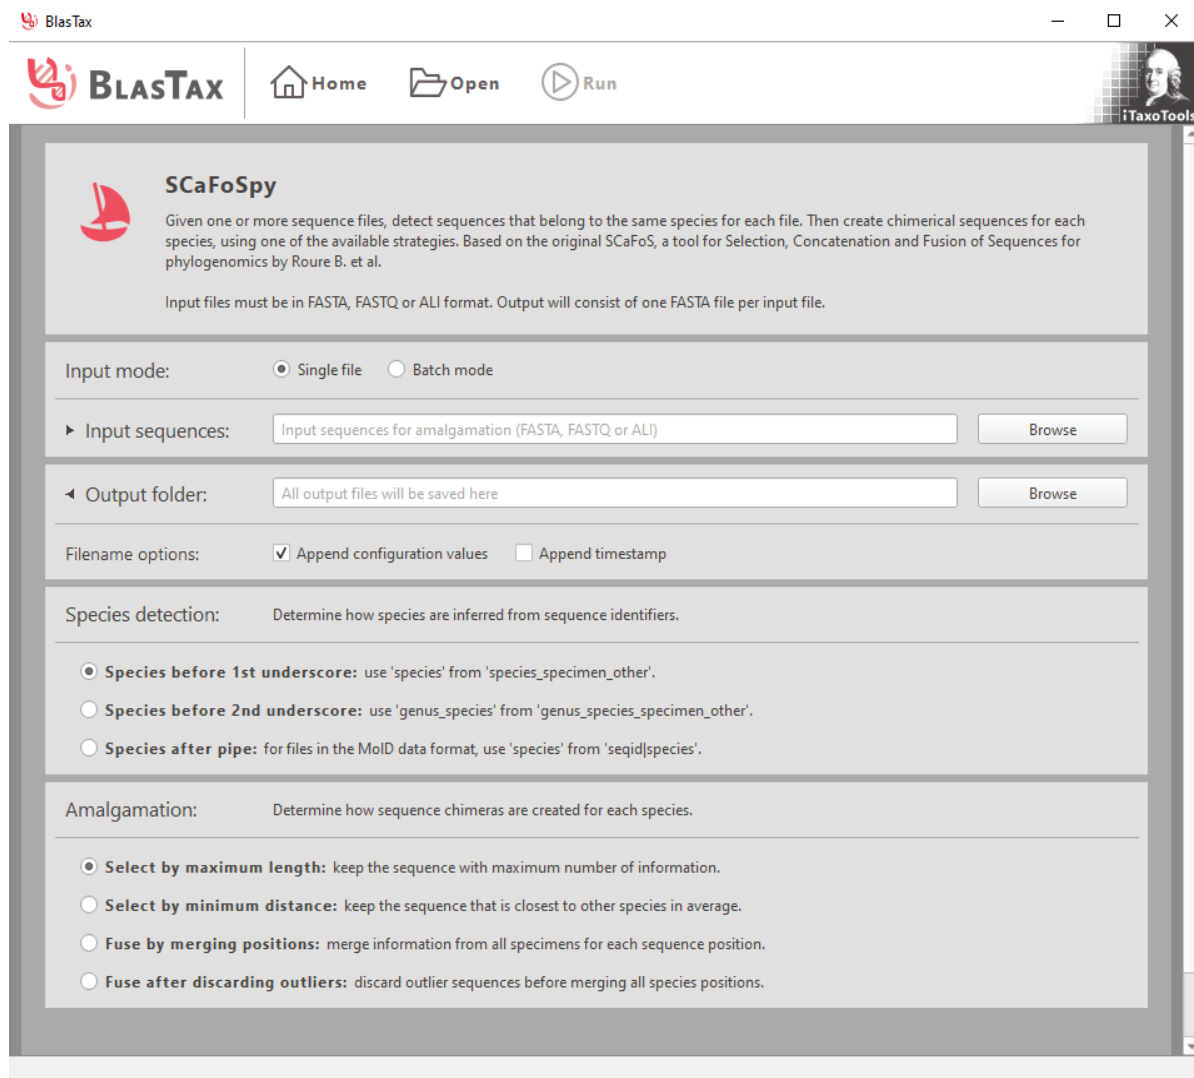 BlasTax
BLASTAX
Home
Open
Run
iTaxoTools
SCaFoSpy
Given one or more sequence files, detect sequences that belong to the same species for each file. Then create chimerical sequences for each
species, using one of the available strategies. Based on the original SCaFoS, a tool for Selection, Concatenation and Fusion of Sequences for
phylogenomics by Roure B. et al.
Input files must be in FASTA, FASTQ or ALI format. Output will consist of one FASTA file per input file.
Input mode: Single file Batch mode
Input sequences: Input sequences for amalgamation (FASTA, FASTQ or ALI) Browse
Output folder: All output files will be saved here Browse
Filename options: Append configuration values Append timestamp
Species detection: Determine how species are inferred from sequence identifiers.
Species before 1st underscore: use 'species' from 'species_specimen_other'.
Species before 2nd underscore: use 'genus_species' from 'genus_species_specimen_other'.
Species after pipe: for files in the MolD data format, use 'species' from 'seqid|species'.
Amalgamation: Determine how sequence chimeras are created for each species.
Select by maximum length: keep the sequence with maximum number of information.
Select by minimum distance: keep the sequence that is closest to other species in average.
Fuse by merging positions: merge information from all specimens for each sequence position.
Fuse after discarding outliers: discard outlier sequences before merging all species positions.